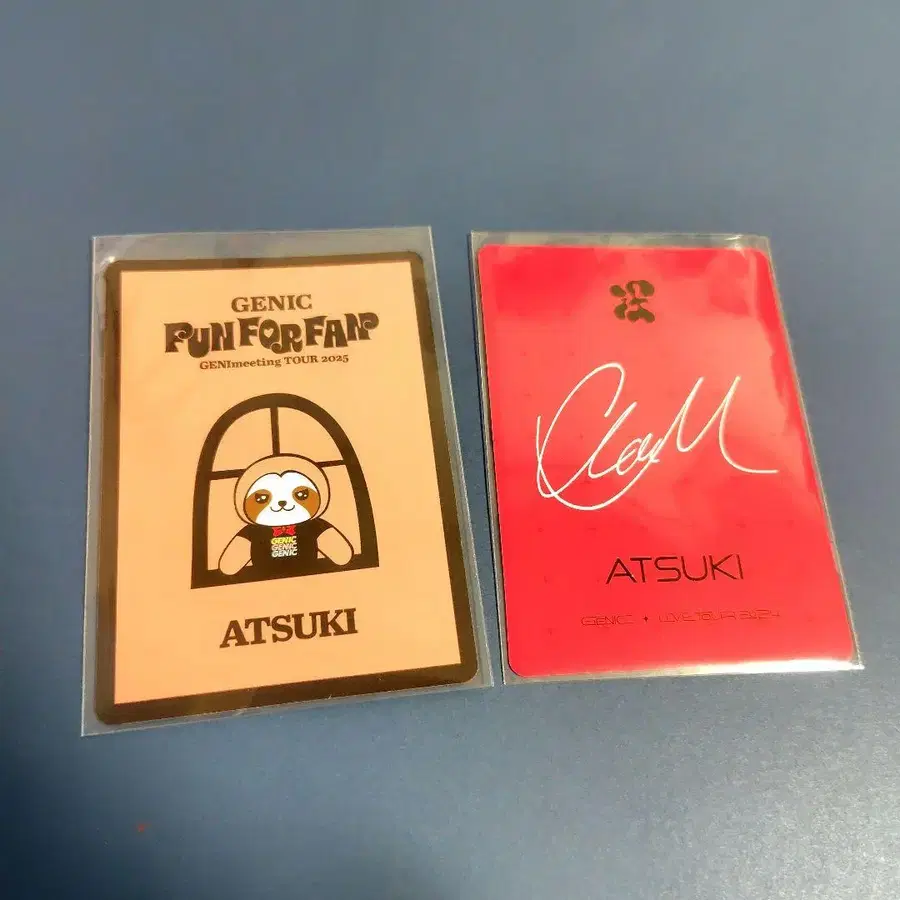 GENIC
FUN FOR FAN
GENImeeting TOUR 2025
GENIC
GENIC
GENIC
ATSUKI
ATSUKI
GENIC ✦ LIVE TOUR 2024